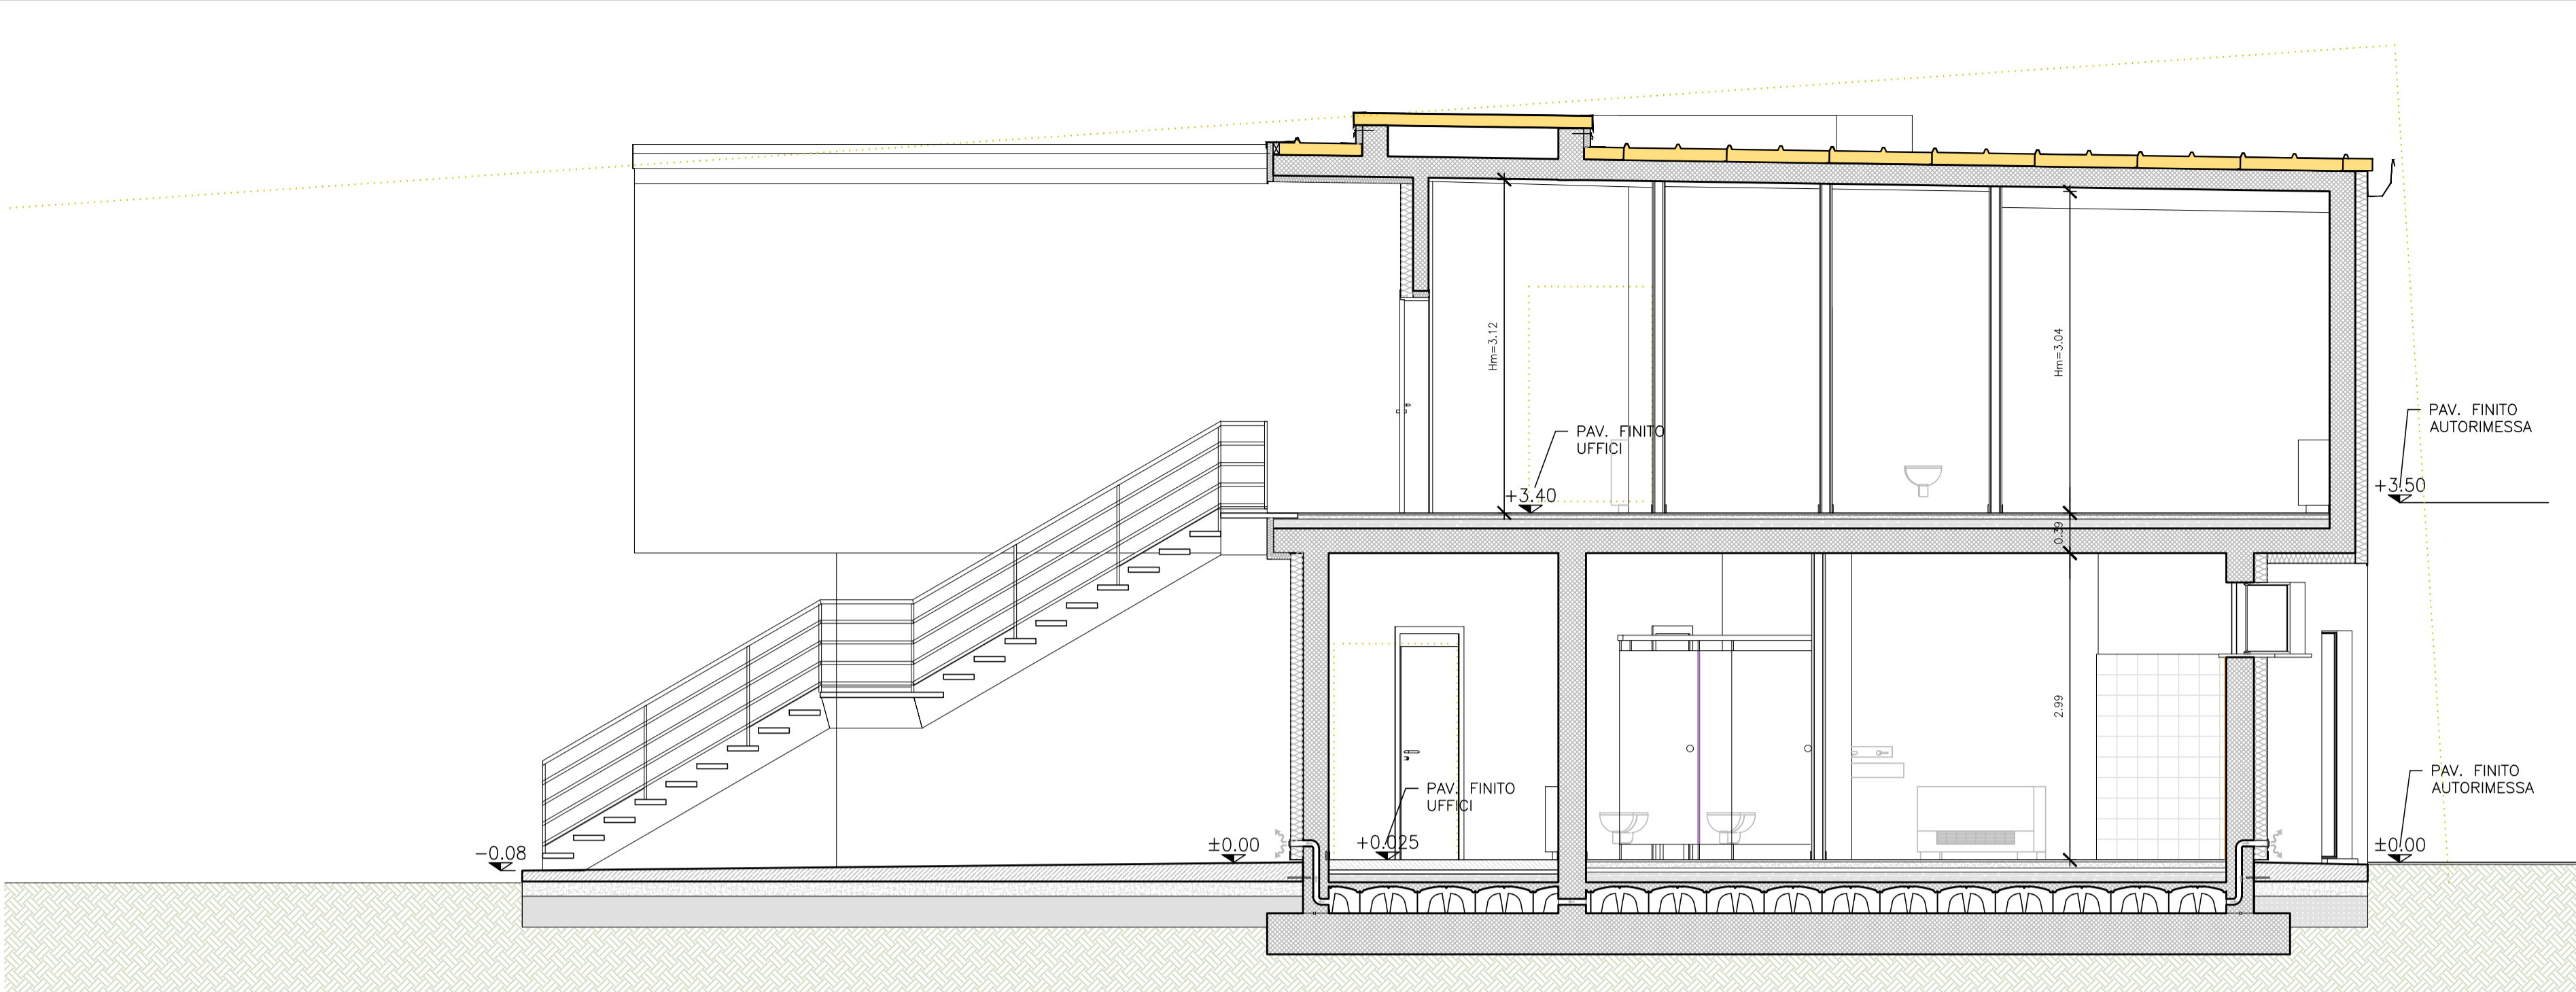 Hm=3.12
Hm=3.04
PAV. FINITO
UFFICI
+3.40
PAV. FINITO
AUTORIMESSA
+3.50
0.39
2.99
PAV. FINITO
UFFICI
+0.025
PAV. FINITO
AUTORIMESSA
±0.00
-0.08
±0.00